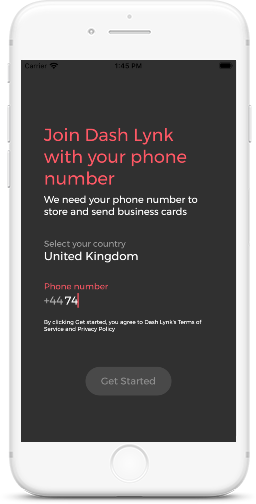 Carrier 1:45 PM
Join Dash Lynk
with your phone
number
We need your phone number to
store and send business cards
Select your country
United Kingdom
Phone number
+44 74
By clicking Get started, you agree to Dash Lynk's Terms of
Service and Privacy Policy
Get Started